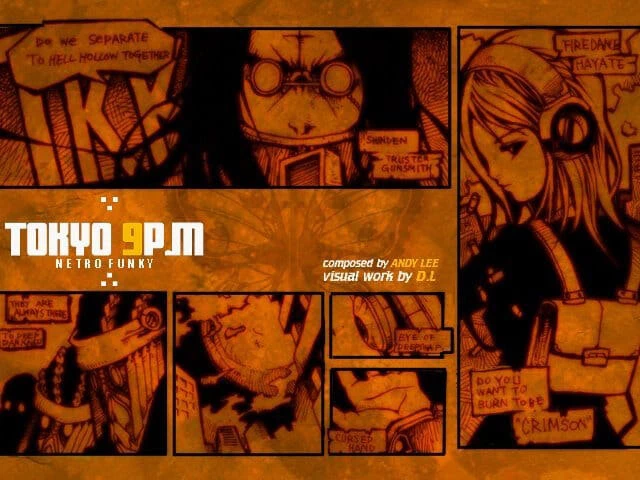 DO WE SEPARATE
TO HELL HOLLOW TOGETHER
SHINDEN
TRUSTER
GUNSMITH
FIREDANCE
HAYATE
TOKYO 9P.M
NETRO FUNKY
composed by ANDY LEE
visual work by D.L
THEY ARE
ALWAYS THERE
TO DEEP
EYE OF
CURSED
HAND
DO YOU
WANT TO
BURN TO BE
"CRIMSON"